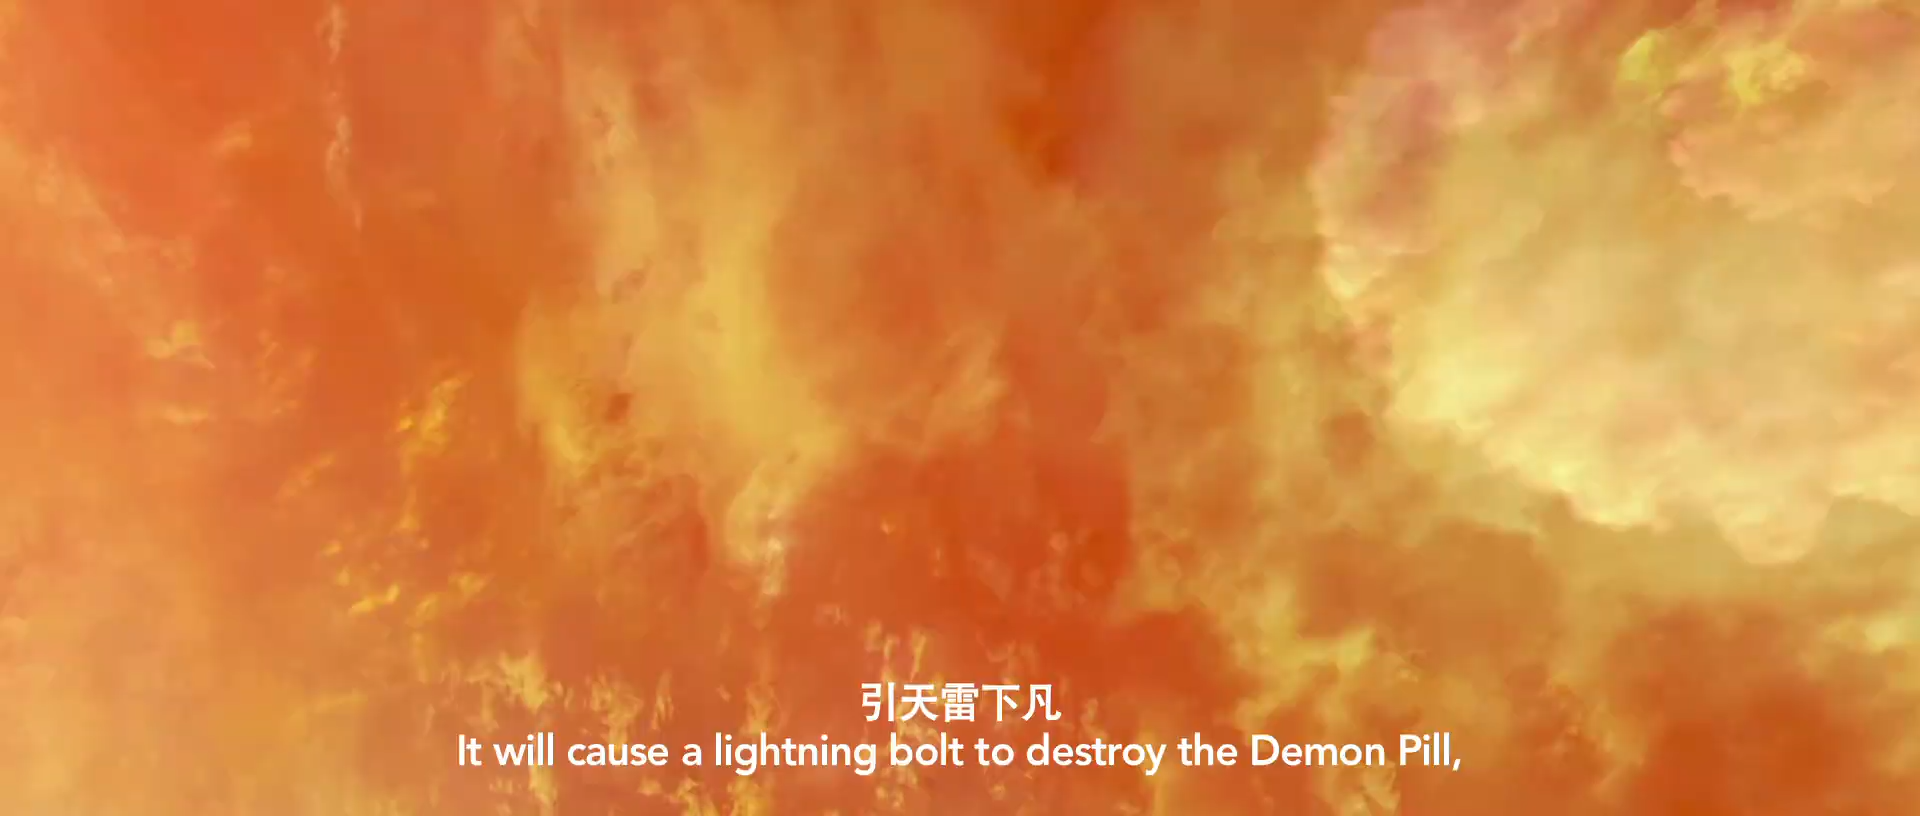 引天雷下凡
It will cause a lightning bolt to destroy the Demon Pill,